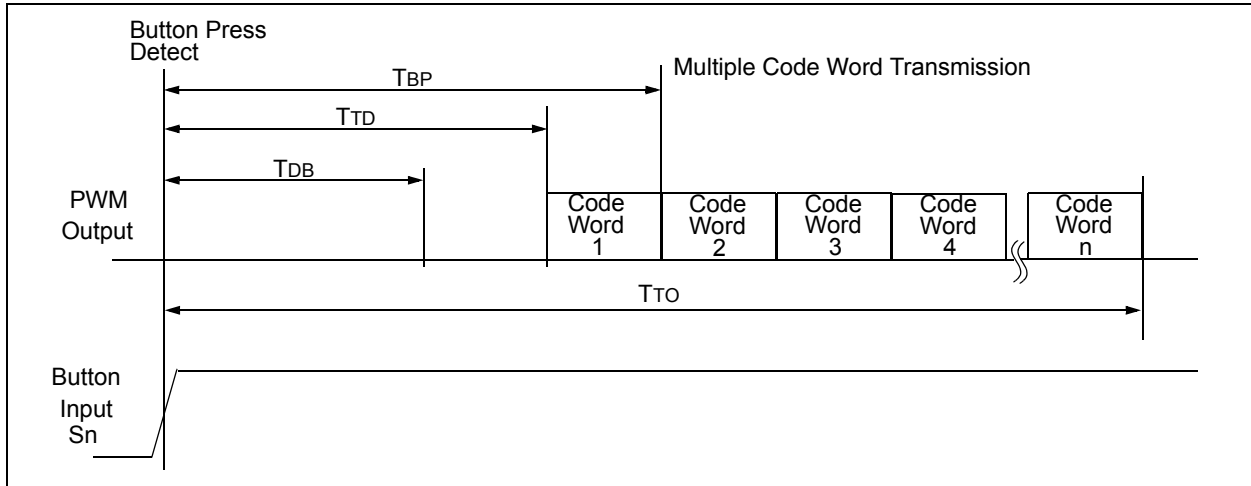 Button Press
Detect
TBP
Multiple Code Word Transmission
TTD
TDB
PWM
Output
Code
Word
1
Code
Word
2
Code
Word
3
Code
Word
4
Code
Word
n
TTO
Button
Input
Sn